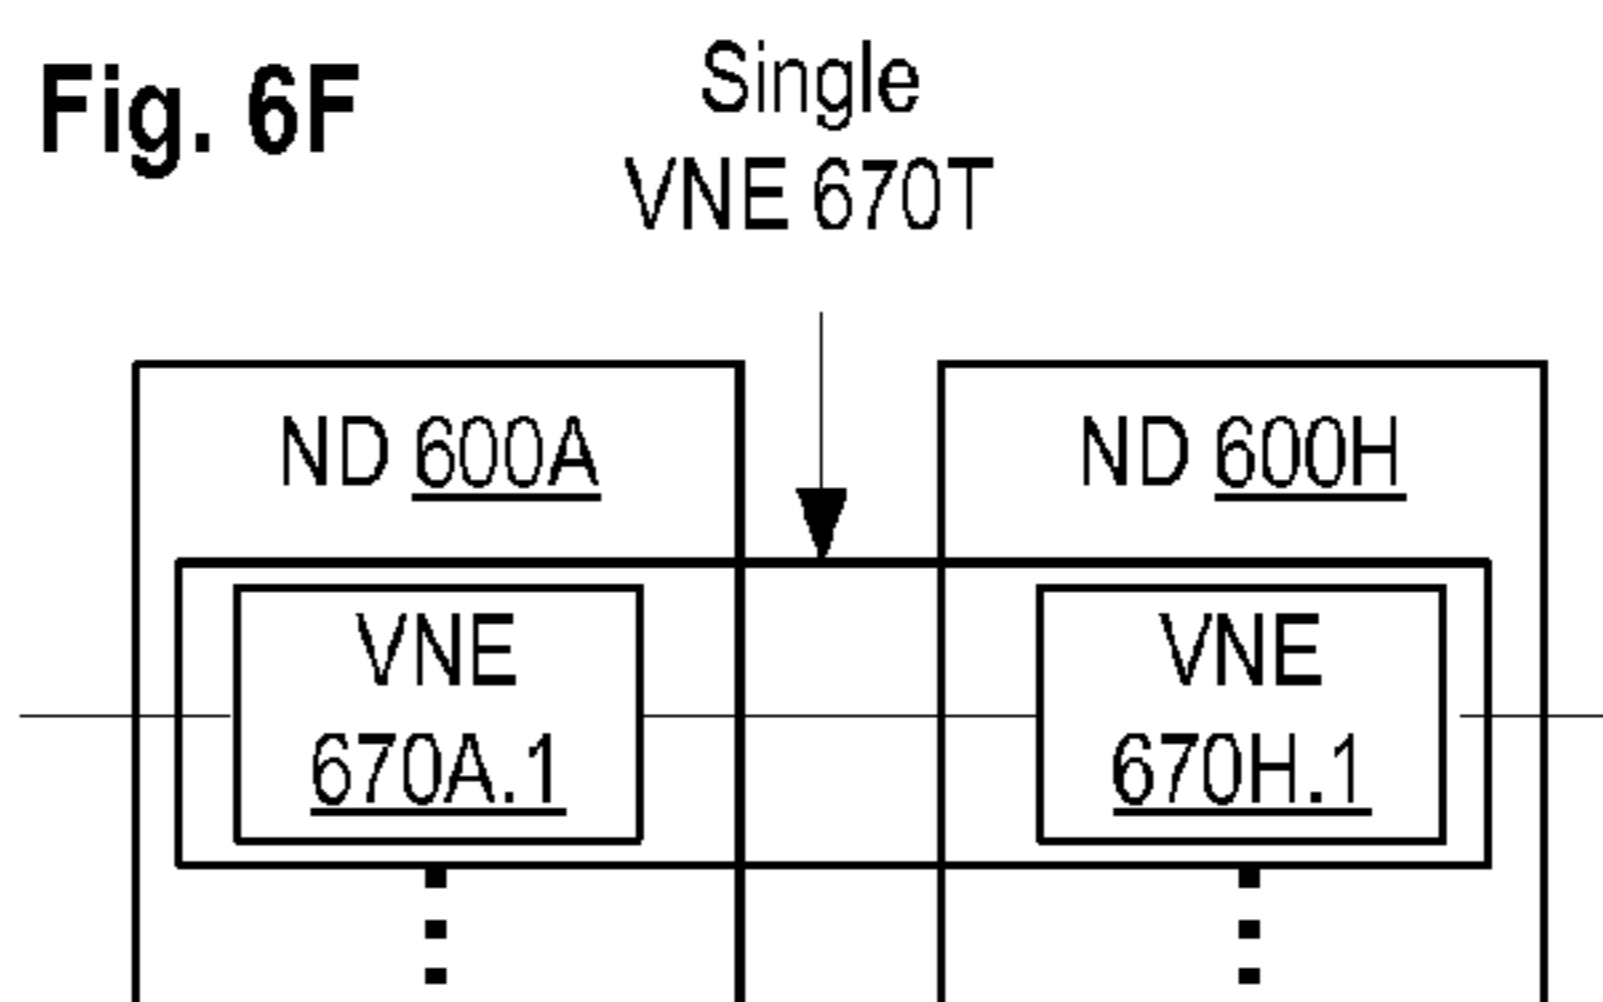 Fig. 6F
Single
VNE 670T
ND 600A
ND 600H
VNE
670A.1
VNE
670H.1